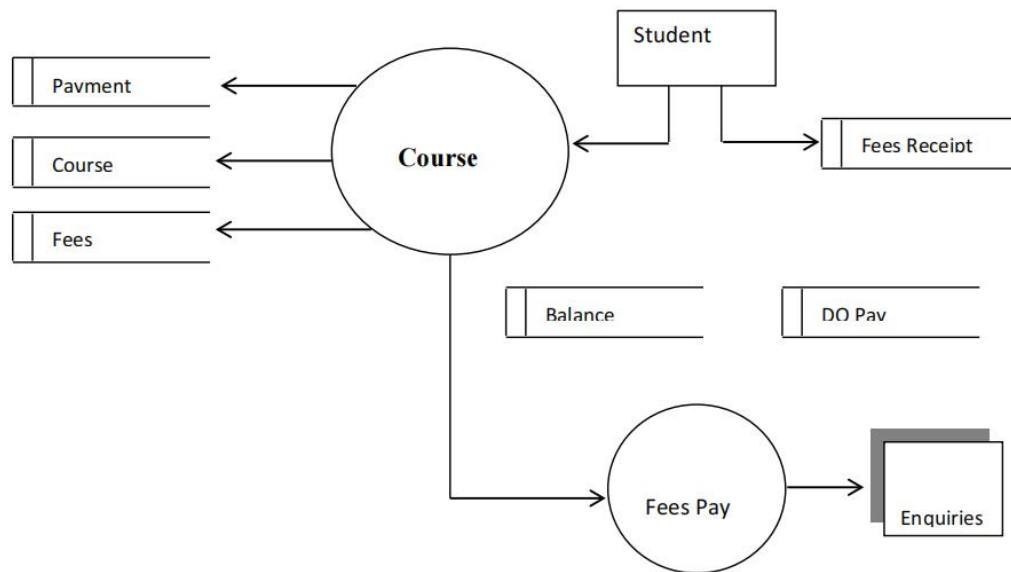 Student
Payment
Course
Course
Fees Receipt
Fees
Balance
DO Pay
Fees Pay
Enquiries